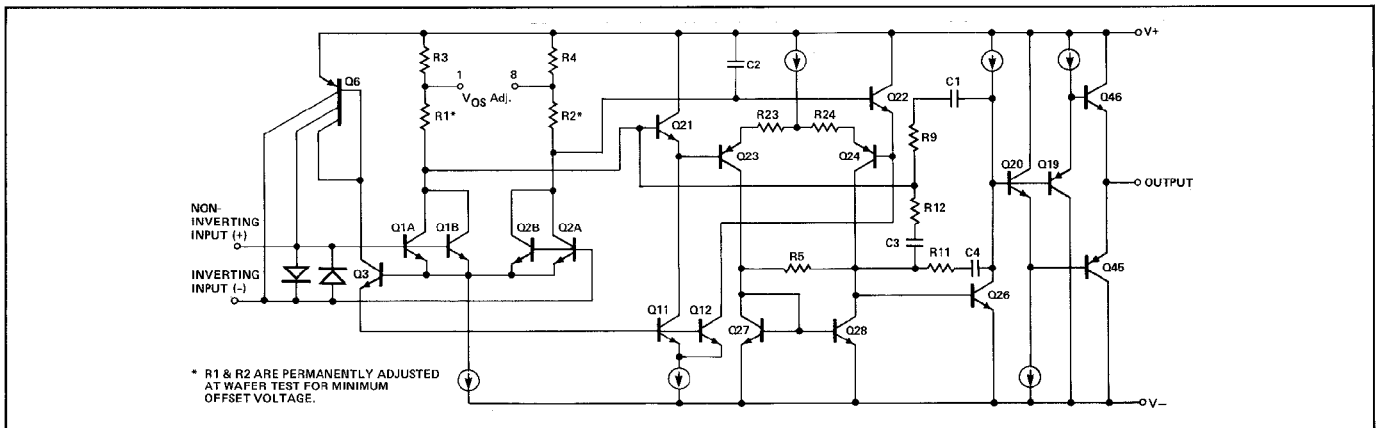 V+
R3
R4
1
8
C2
Q6
VOS Adj.
C1
Q46
Q22
R1*
R2*
Q21
R23
R24
R9
Q23
Q24
Q20
Q19
OUTPUT
NON-
INVERTING
INPUT (+)
R12
Q1A
Q1B
Q2B
Q2A
C3
R11
C4
INVERTING
INPUT (-)
Q3
R5
Q45
Q26
Q11
Q12
Q27
Q28
* R1 & R2 ARE PERMANENTLY ADJUSTED
AT WAFER TEST FOR MINIMUM
OFFSET VOLTAGE.
V-